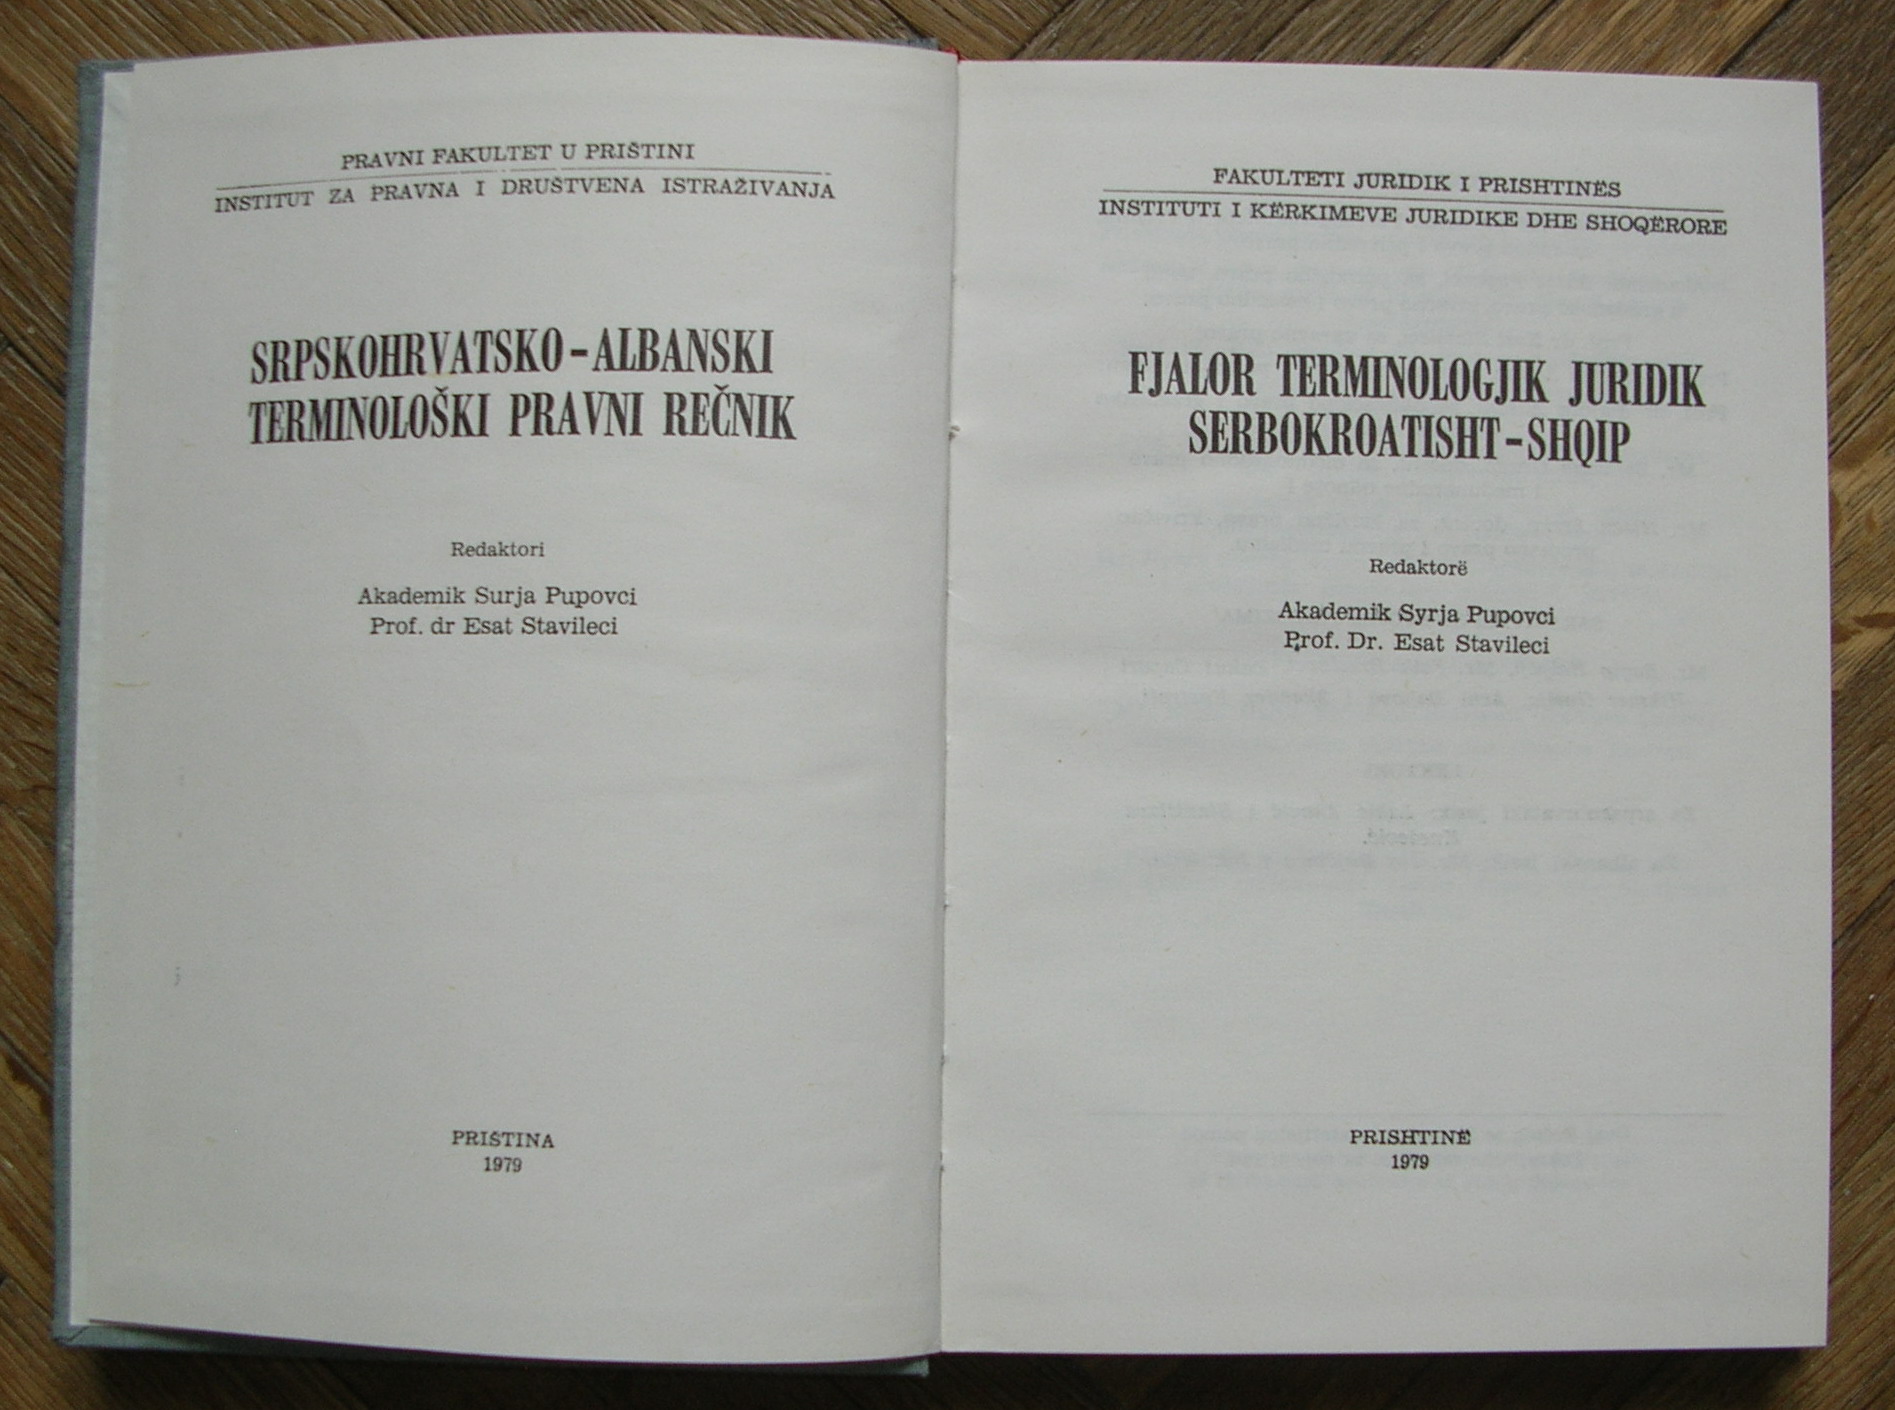 PRAVNI FAKULTET U PRIŠTINI
INSTITUT ZA PRAVNA I DRUŠTVENA ISTRAŽIVANJA
SRPSKOHRVATSKO-ALBANSKI
TERMINOLOŠKI PRAVNI REČNIK
Redaktori
Akademik Surja Pupovci
Prof. dr Esat Stavileci
PRIŠTINA
1979
FAKULTETI JURIDIK I PRISHTINËS
INSTITUTI I KËRKIMEVE JURIDIKE DHE SHOQËRORE
FJALOR TERMINOLOGJIK JURIDIK
SERBOKROATISHT-SHQIP
Redaktorë
Akademik Syrja Pupovci
Prof. Dr. Esat Stavileci
PRISHTINË
1979